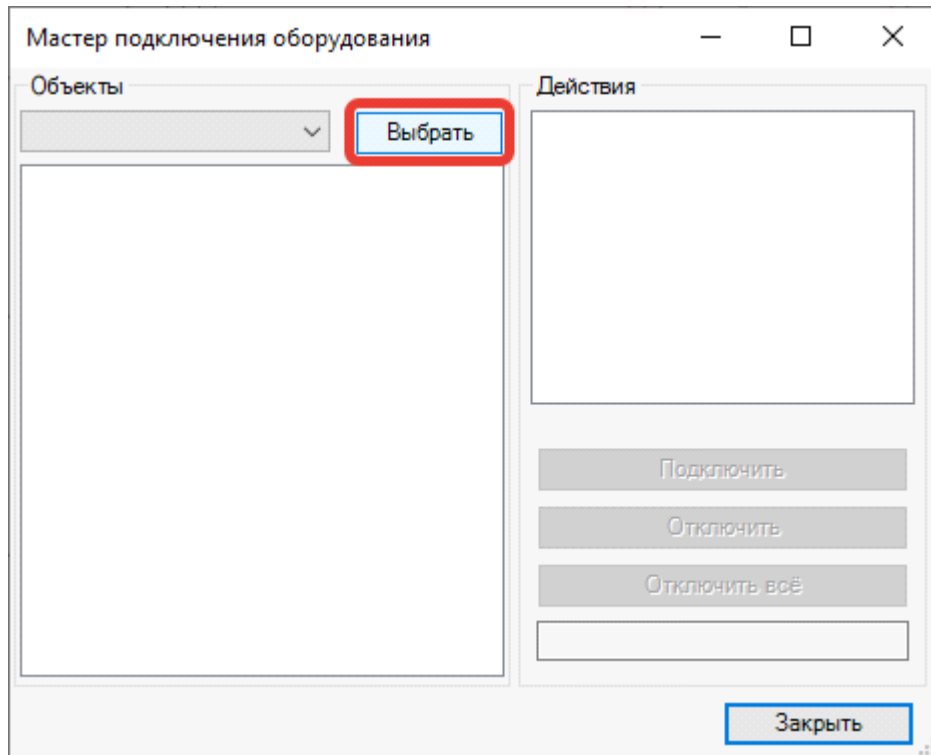 Мастер подключения оборудования
Объекты
Выбрать
Действия
Подключить
Отключить
Отключить всё
Закрыть